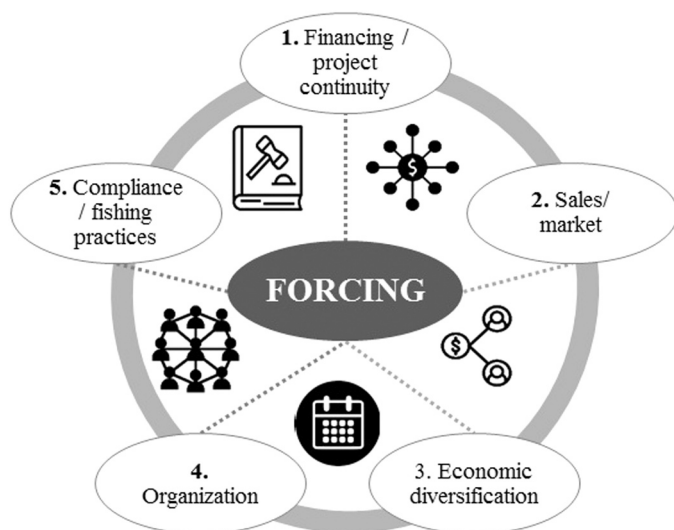 1. Financing /
project
continuity
2. Sales/
market
3. Economic
diversification
4.
Organization
5. Compliance
/ fishing
practices
FORCING
$
$